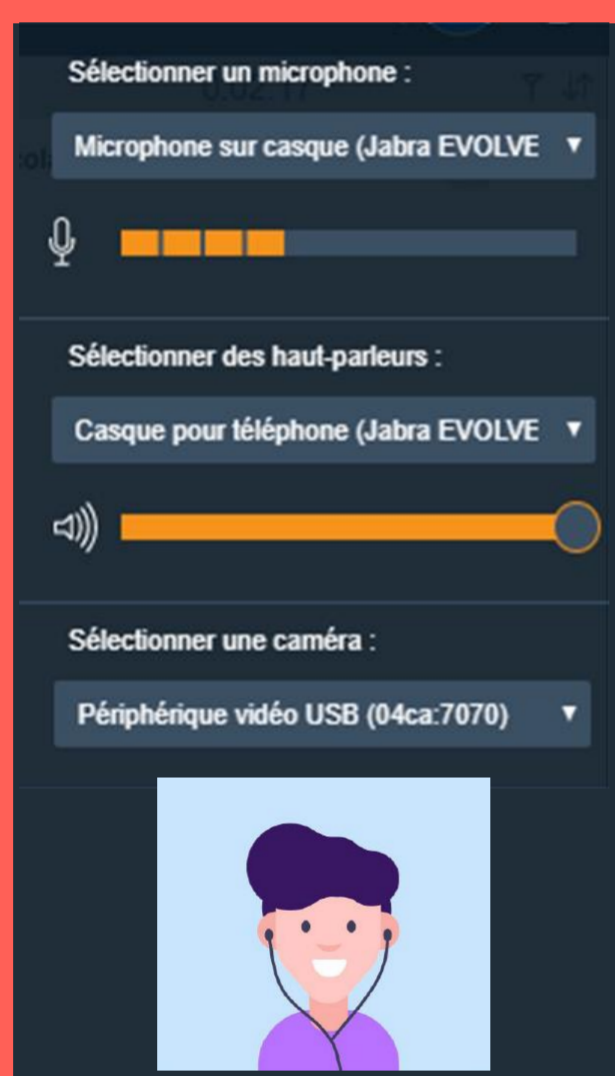 Sélectionner un microphone :
Microphone sur casque (Jabra EVOLVE
Sélectionner des haut-parleurs :
Casque pour téléphone (Jabra EVOLVE
Sélectionner une caméra :
Périphérique vidéo USB (04ca:7070)